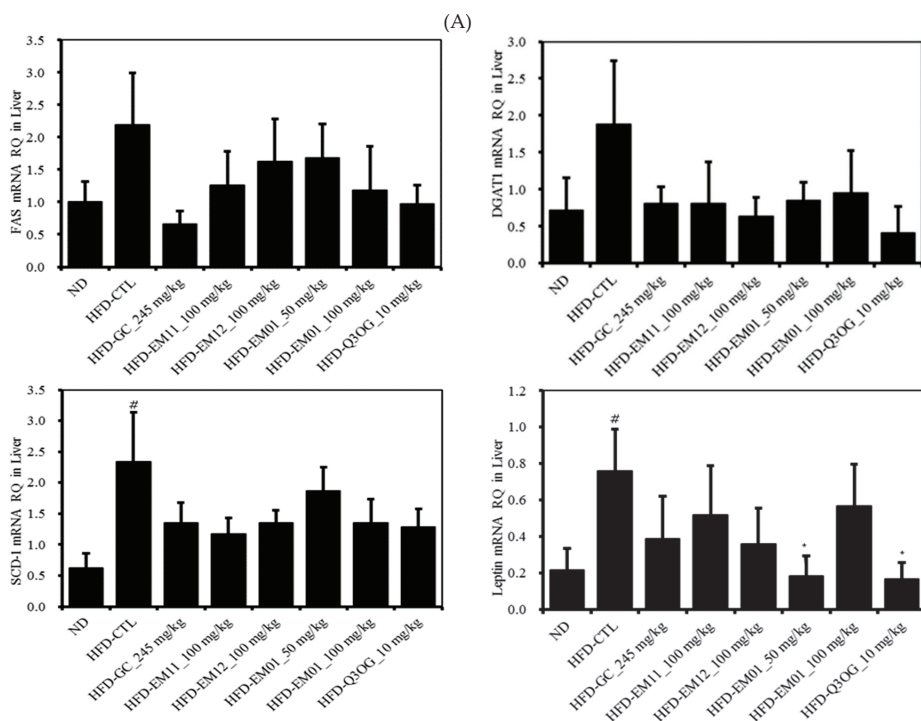 (A)
FAS mRNA RQ in Liver
3.5
3.0
2.5
2.0
1.5
1.0
0.5
0.0
ND
HFD-CTL
HFD-GC_245 mg/kg
HFD-EM11_100 mg/kg
HFD-EM12_100 mg/kg
HFD-EM01_50 mg/kg
HFD-EM01_100 mg/kg
HFD-Q3OG_10 mg/kg
DGAT1 mRNA RQ in Liver
3.0
2.5
2.0
1.5
1.0
0.5
0.0
ND
HFD-CTL
HFD-GC_245 mg/kg
HFD-EM11_100 mg/kg
HFD-EM12_100 mg/kg
HFD-EM01_50 mg/kg
HFD-EM01_100 mg/kg
HFD-Q3OG_10 mg/kg
SCD-1 mRNA RQ in Liver
3.5
3.0
2.5
2.0
1.5
1.0
0.5
0.0
#
ND
HFD-CTL
HFD-GC_245 mg/kg
HFD-EM11_100 mg/kg
HFD-EM12_100 mg/kg
HFD-EM01_50 mg/kg
HFD-EM01_100 mg/kg
HFD-Q3OG_10 mg/kg
Leptin mRNA RQ in Liver
1.2
1.0
0.8
0.6
0.4
0.2
0.0
#
*
*
ND
HFD-CTL
HFD-GC_245 mg/kg
HFD-EM11_100 mg/kg
HFD-EM12_100 mg/kg
HFD-EM01_50 mg/kg
HFD-EM01_100 mg/kg
HFD-Q3OG_10 mg/kg